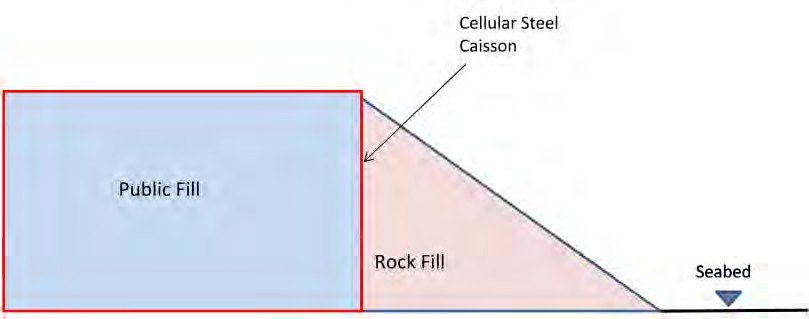 Cellular Steel
Caisson
Public Fill
Rock Fill
Seabed